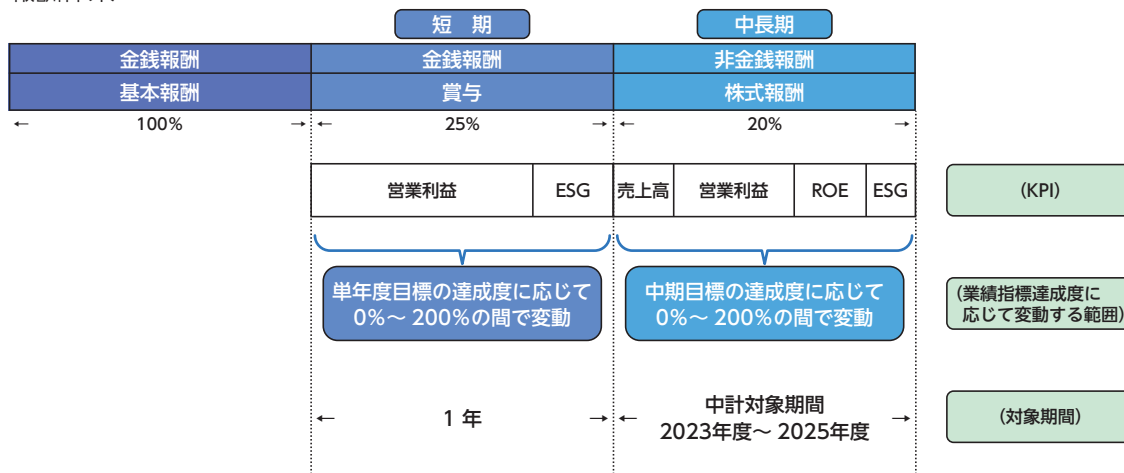 短　期
中長期
金銭報酬
金銭報酬
非金銭報酬
基本報酬
賞与
株式報酬
← 100% →
← 25% →
← 20% →
営業利益
ESG
売上高
営業利益
ROE
ESG
(KPI)
単年度目標の達成度に応じて
0%～200%の間で変動
中期目標の達成度に応じて
0%～200%の間で変動
(業績指標達成度に
応じて変動する範囲)
← 1 年 →
← 中計対象期間 →
2023年度～2025年度
(対象期間)